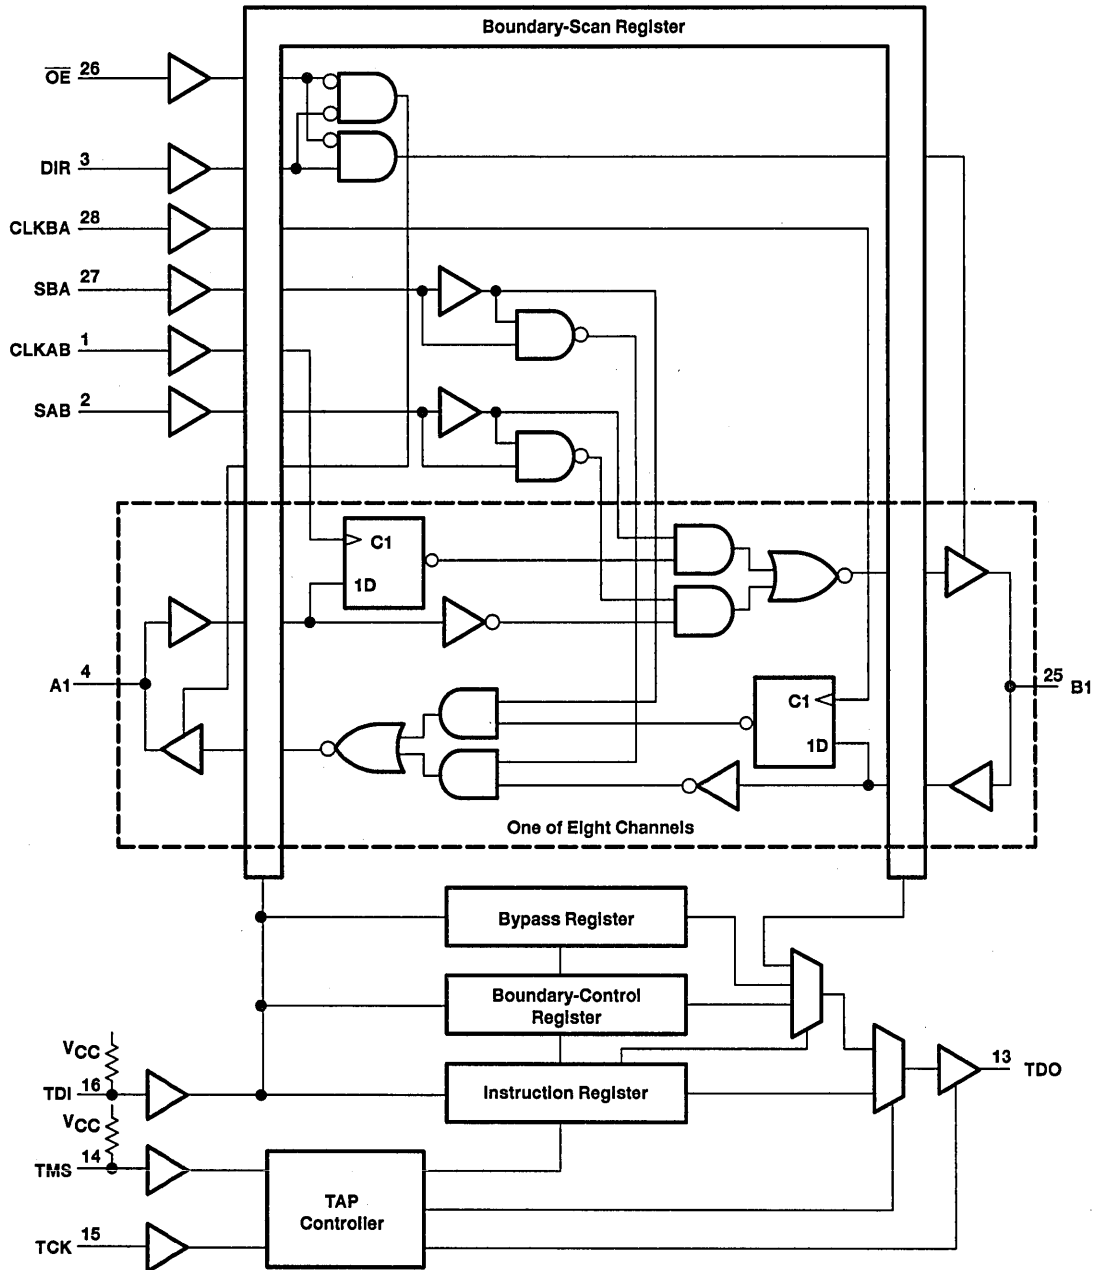 Boundary-Scan Register
OE 26
DIR 3
CLKBA 28
SBA 27
CLKAB 1
SAB 2
C1
1D
A1 4
C1
1D
25 B1
One of Eight Channels
Bypass Register
Boundary-Control
Register
VCC
TDI 16
Instruction Register
13 TDO
VCC
TMS 14
TAP
Controller
TCK 15